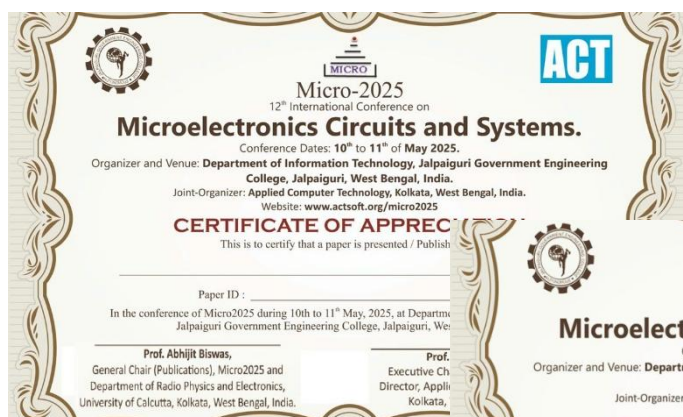 ACT
MICRO
Micro-2025
12th International Conference on
Microelectronics Circuits and Systems.
Conference Dates: 10th to 11th of May 2025.
Organizer and Venue: Department of Information Technology, Jalpaiguri Government Engineering
College, Jalpaiguri, West Bengal, India.
Joint-Organizer: Applied Computer Technology, Kolkata, West Bengal, India.
Website: www.actsoft.org/micro2025
CERTIFICATE OF APPREC
This is to certify that a paper is presented / Publish
Paper ID :
In the conference of Micro2025 during 10th to 11th May, 2025, at Departm
Jalpaiguri Government Engineering College, Jalpaiguri, Wes
Prof. Abhijit Biswas,
General Chair (Publications), Micro2025 and
Department of Radio Physics and Electronics,
University of Calcutta, Kolkata, West Bengal, India.
Prof.
Executive Ch
Director, Appli
Kolkata,
Microelect
Organizer and Venue: Departm
Joint-Organizer